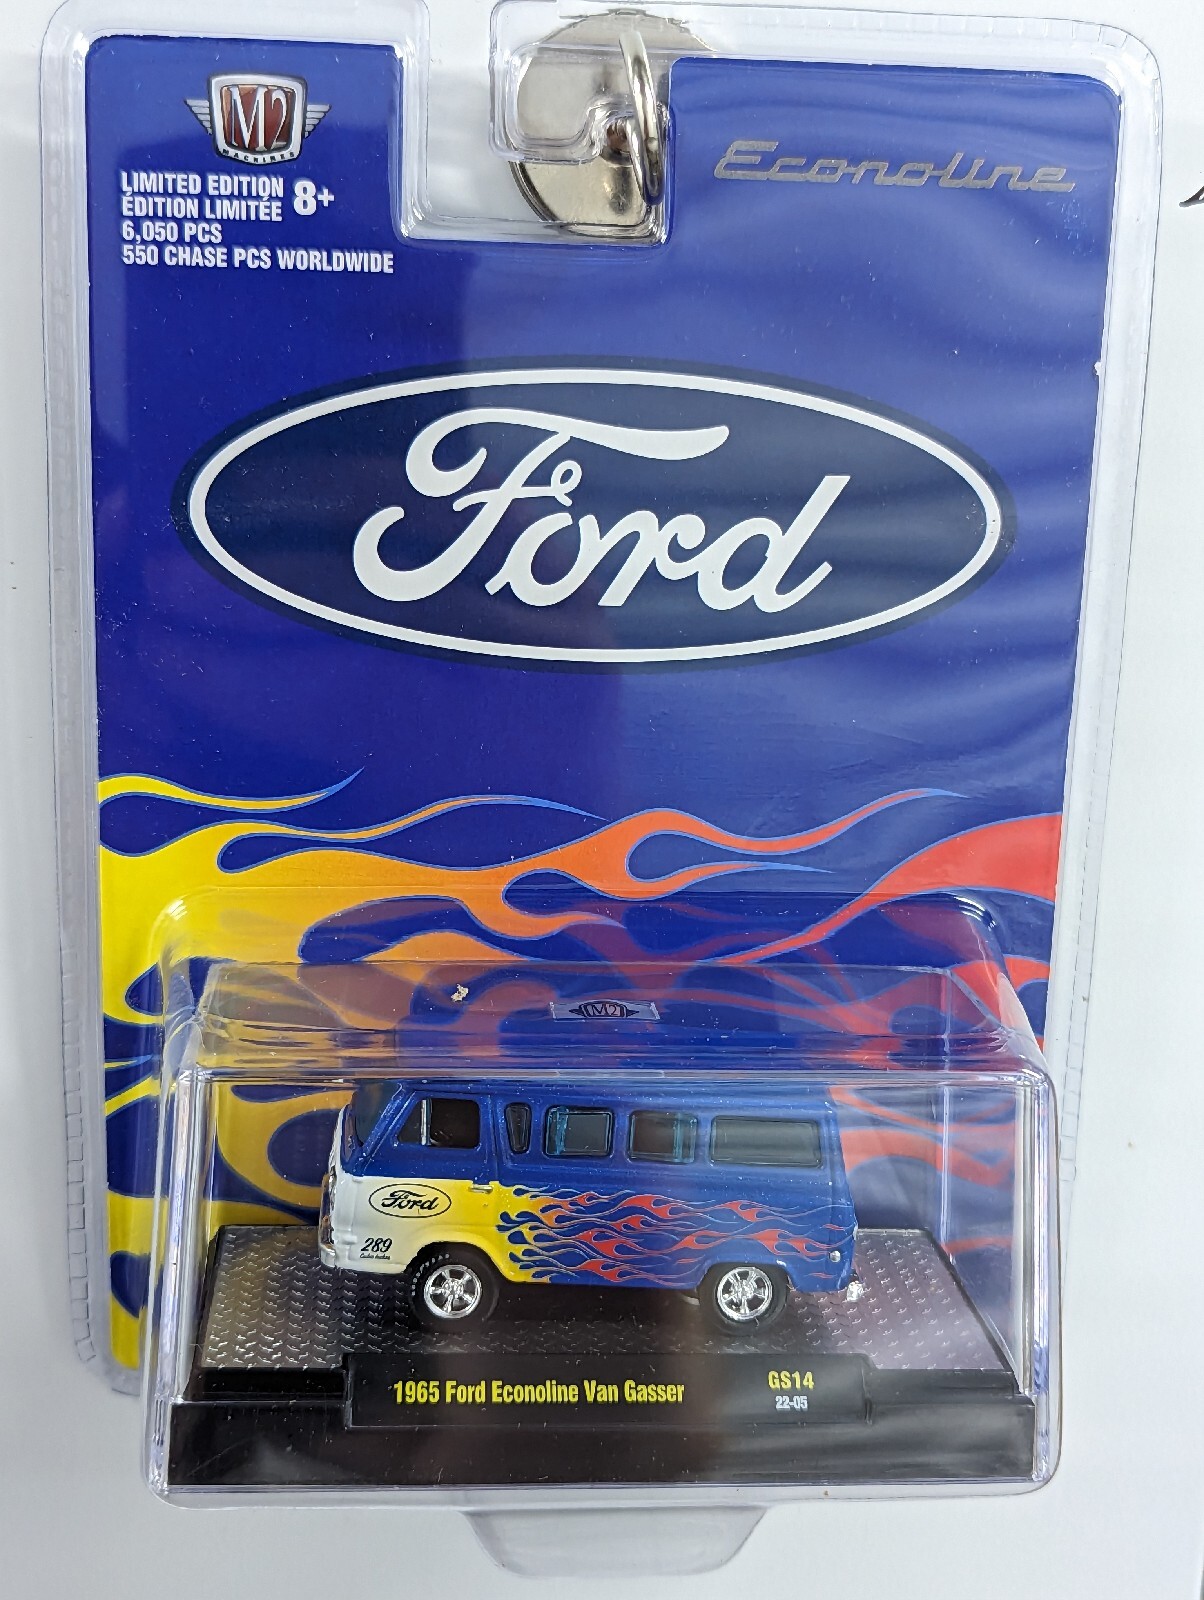 M2
MACHINES
LIMITED EDITION
ÉDITION LIMITÉE
8+
6,050 PCS
550 CHASE PCS WORLDWIDE
Econoline
Ford
M2
Ford
289
1965 Ford Econoline Van Gasser
GS14
22-05